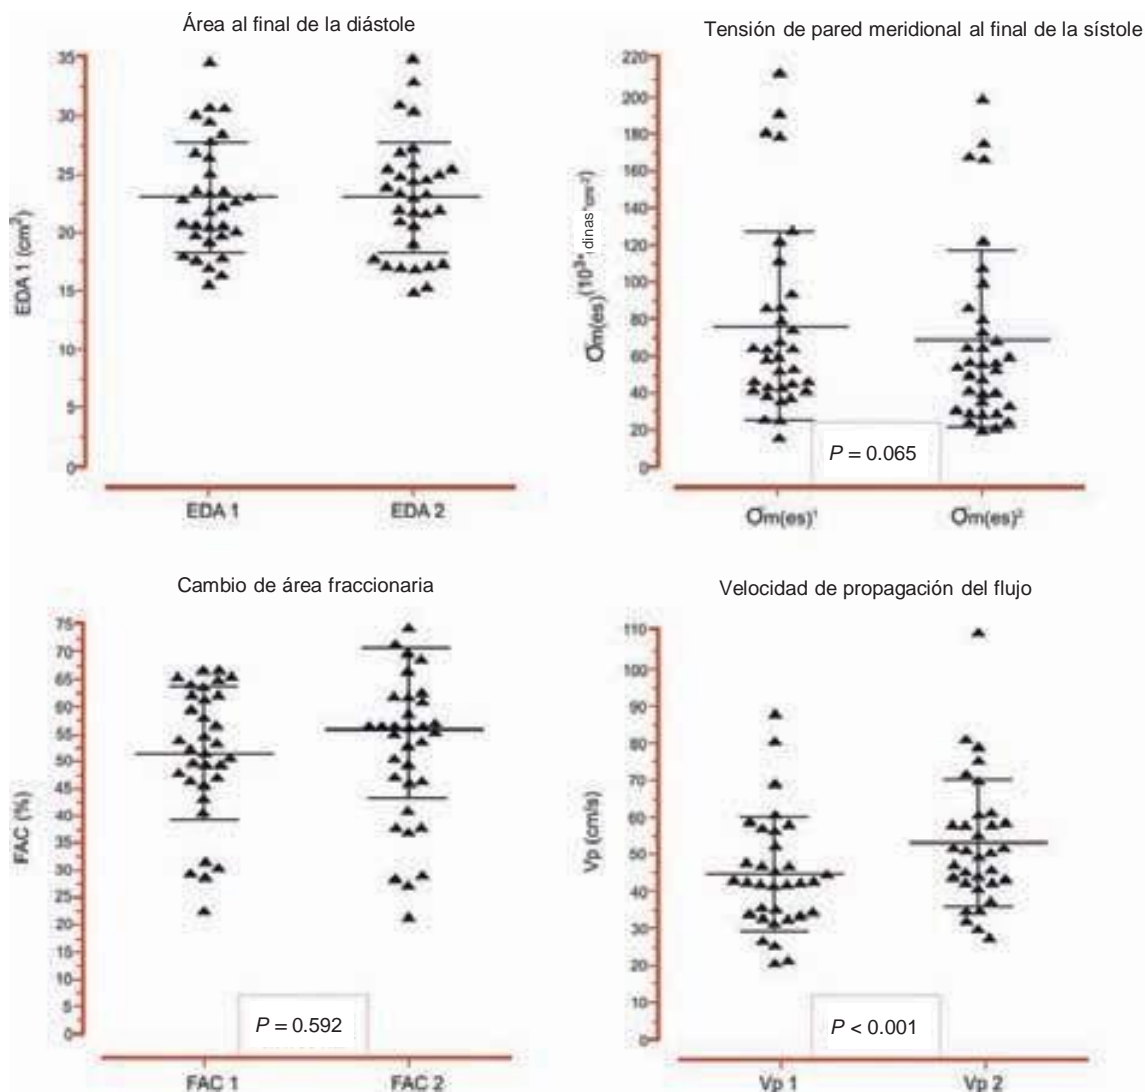 Área al final de la diástole
EDA 1 (cm²)
35
30
25
20
15
10
5
0
EDA 1
EDA 2
Tensión de pared meridional al final de la sístole
σm(es)(10³* dinas*cm⁻²)
220
200
180
160
140
120
100
80
60
40
20
0
P = 0.065
σm(es)¹
σm(es)²
Cambio de área fraccionaria
FAC (%)
75
70
65
60
55
50
45
40
35
30
25
20
15
10
5
0
P = 0.592
FAC 1
FAC 2
Velocidad de propagación del flujo
Vp (cm/s)
110
100
90
80
70
60
50
40
30
20
10
0
P < 0.001
Vp 1
Vp 2